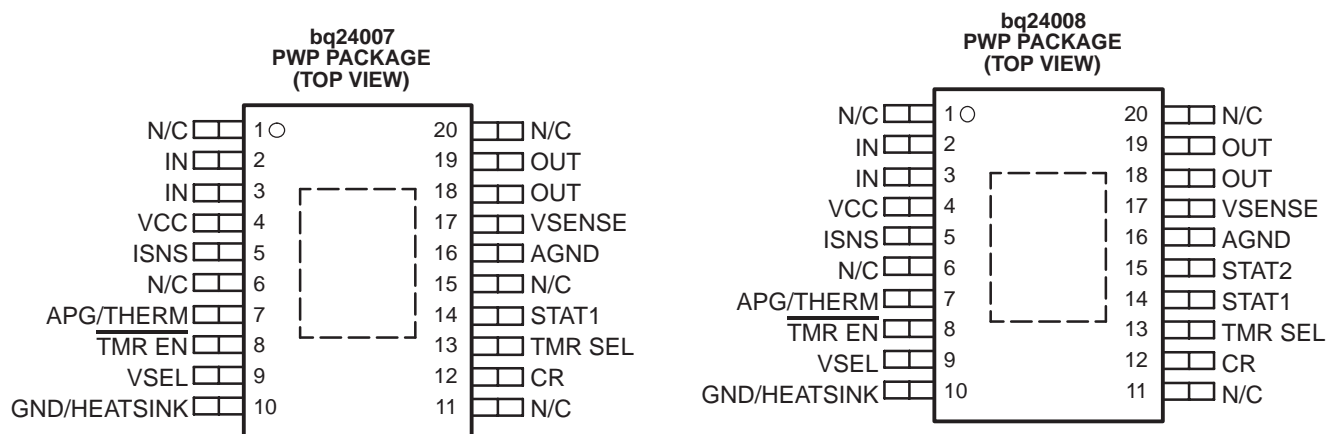 bq24007
PWP PACKAGE
(TOP VIEW)
N/C 1 20 N/C
IN 2 19 OUT
IN 3 18 OUT
VCC 4 17 VSENSE
ISNS 5 16 AGND
N/C 6 15 N/C
APG/THERM 7 14 STAT1
TMR EN 8 13 TMR SEL
VSEL 9 12 CR
GND/HEATSINK 10 11 N/C
bq24008
PWP PACKAGE
(TOP VIEW)
N/C 1 20 N/C
IN 2 19 OUT
IN 3 18 OUT
VCC 4 17 VSENSE
ISNS 5 16 AGND
N/C 6 15 STAT2
APG/THERM 7 14 STAT1
TMR EN 8 13 TMR SEL
VSEL 9 12 CR
GND/HEATSINK 10 11 N/C